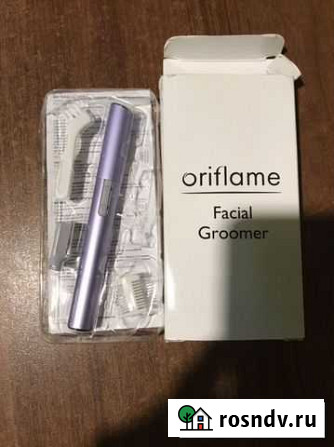 oriflame
Facial
Groomer
rosndv.ru